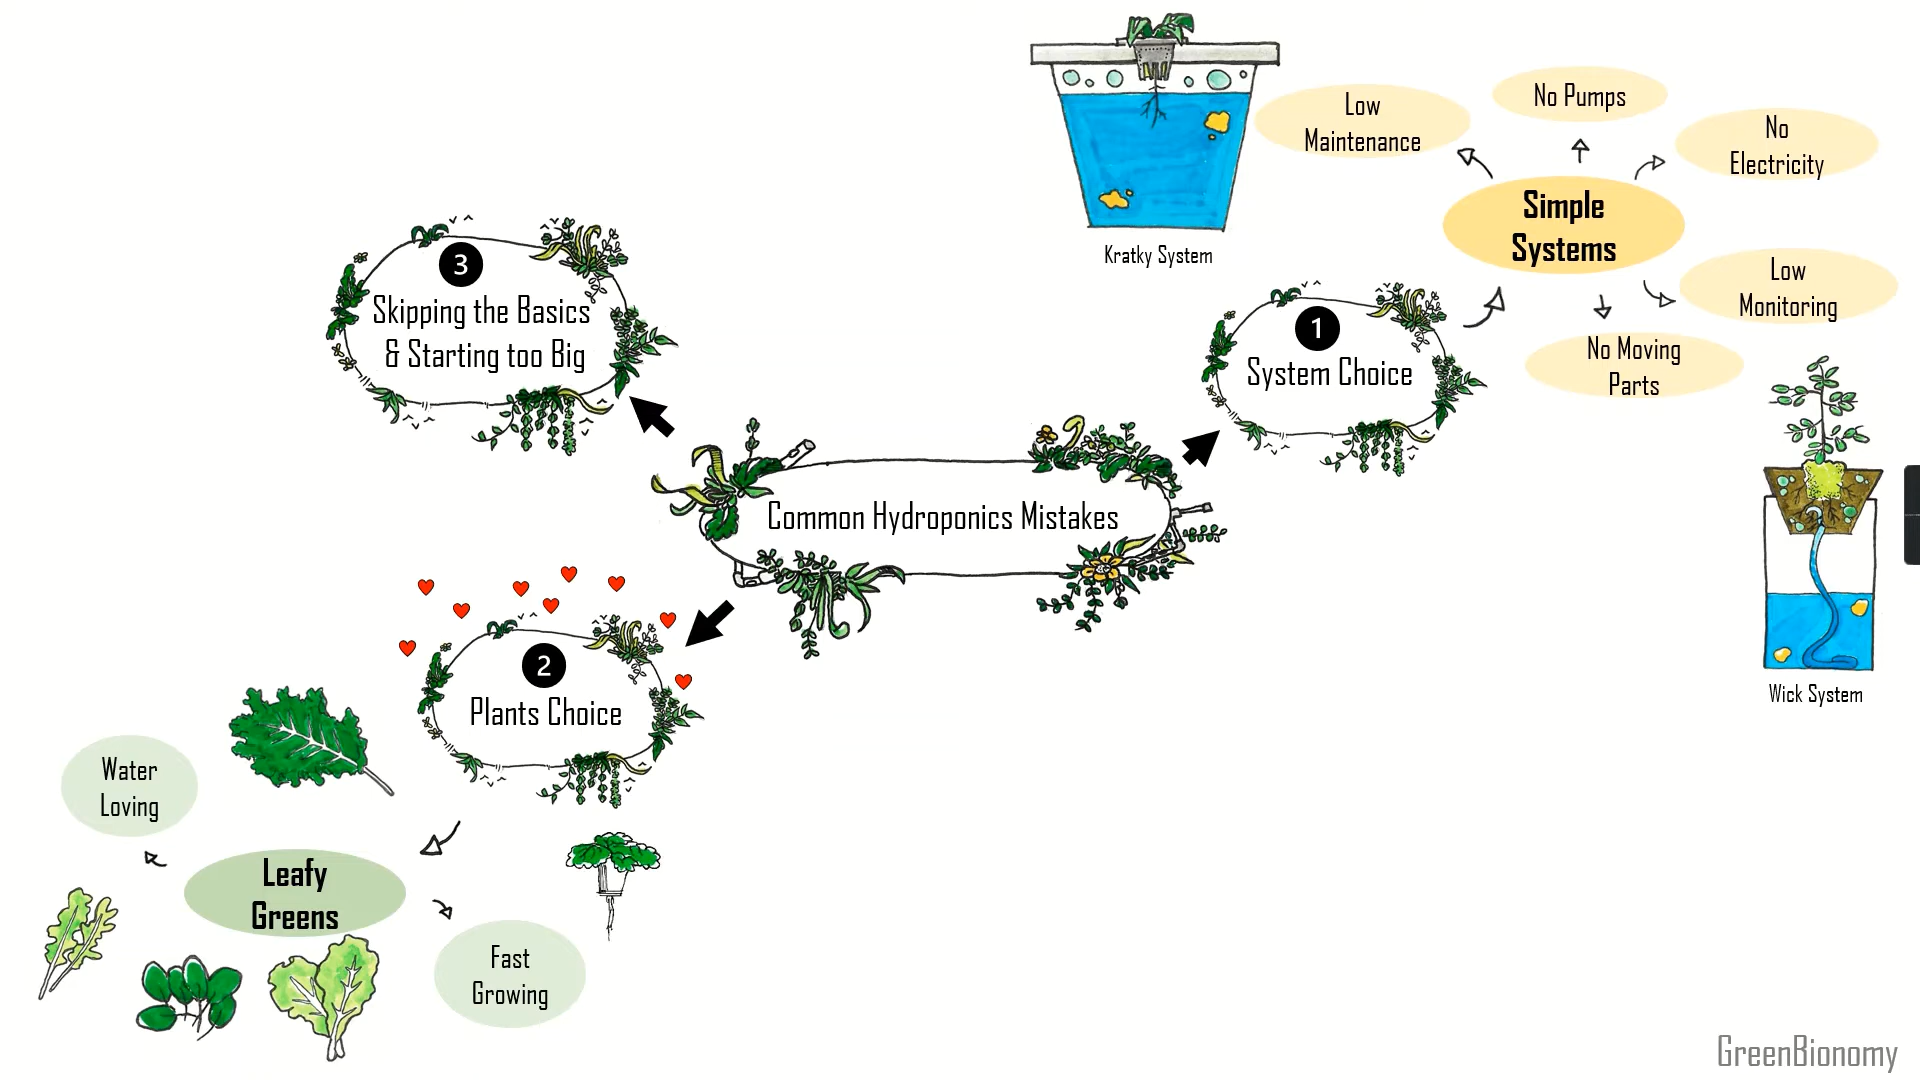 Common Hydroponics Mistakes
1
System Choice
Simple
Systems
Low
Maintenance
No Pumps
No
Electricity
Low
Monitoring
No Moving
Parts
Kratky System
Wick System
2
Plants Choice
Leafy
Greens
Water
Loving
Fast
Growing
3
Skipping the Basics
& Starting too Big
GreenBionomy